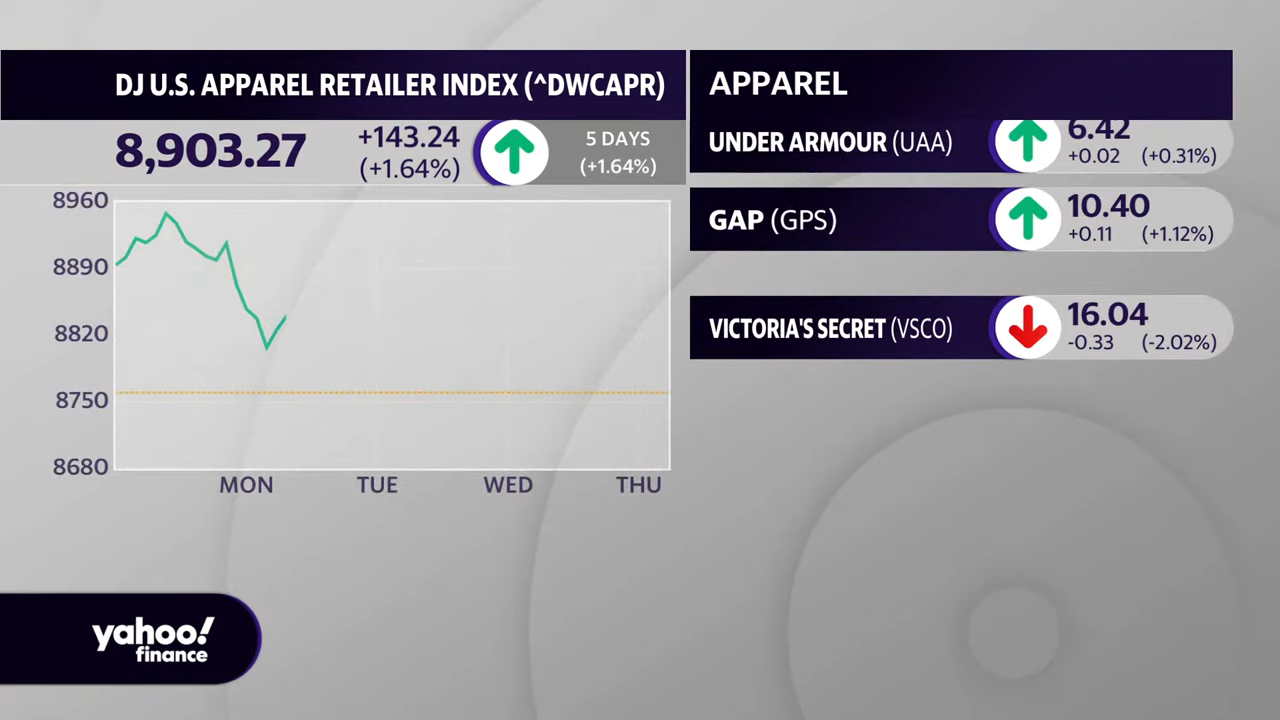 DJ U.S. APPAREL RETAILER INDEX (^DWCAPR)
8,903.27
+143.24
(+1.64%)
5 DAYS
(+1.64%)
8960
8890
8820
8750
8680
MON TUE WED THU
APPAREL
UNDER ARMOUR (UAA)
6.42
+0.02 (+0.31%)
GAP (GPS)
10.40
+0.11 (+1.12%)
VICTORIA'S SECRET (VSCO)
16.04
-0.33 (-2.02%)
yahoo!
finance